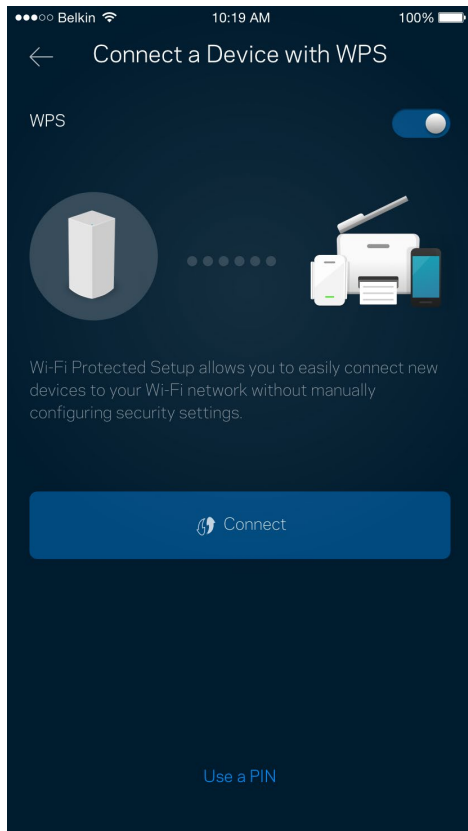 Belkin 10:19 AM 100%
Connect a Device with WPS
WPS
Wi-Fi Protected Setup allows you to easily connect new
devices to your Wi-Fi network without manually
configuring security settings.
Connect
Use a PIN